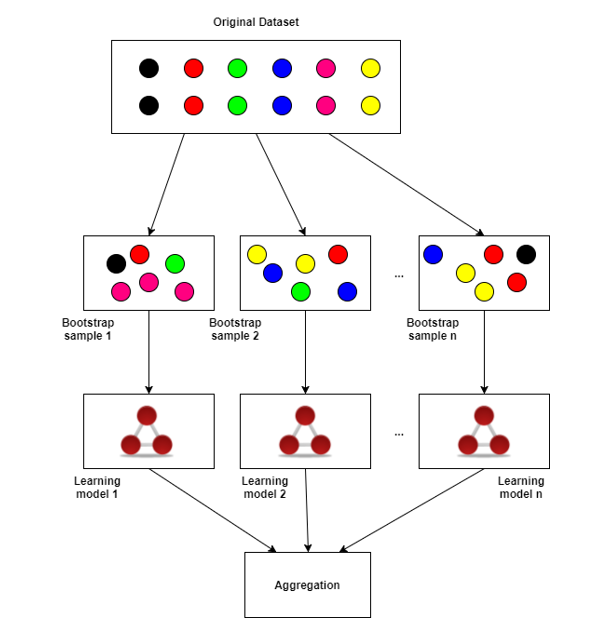 Original Dataset
...
Bootstrap
sample 1
Bootstrap
sample 2
Bootstrap
sample n
...
Learning
model 1
Learning
model 2
Learning
model n
Aggregation